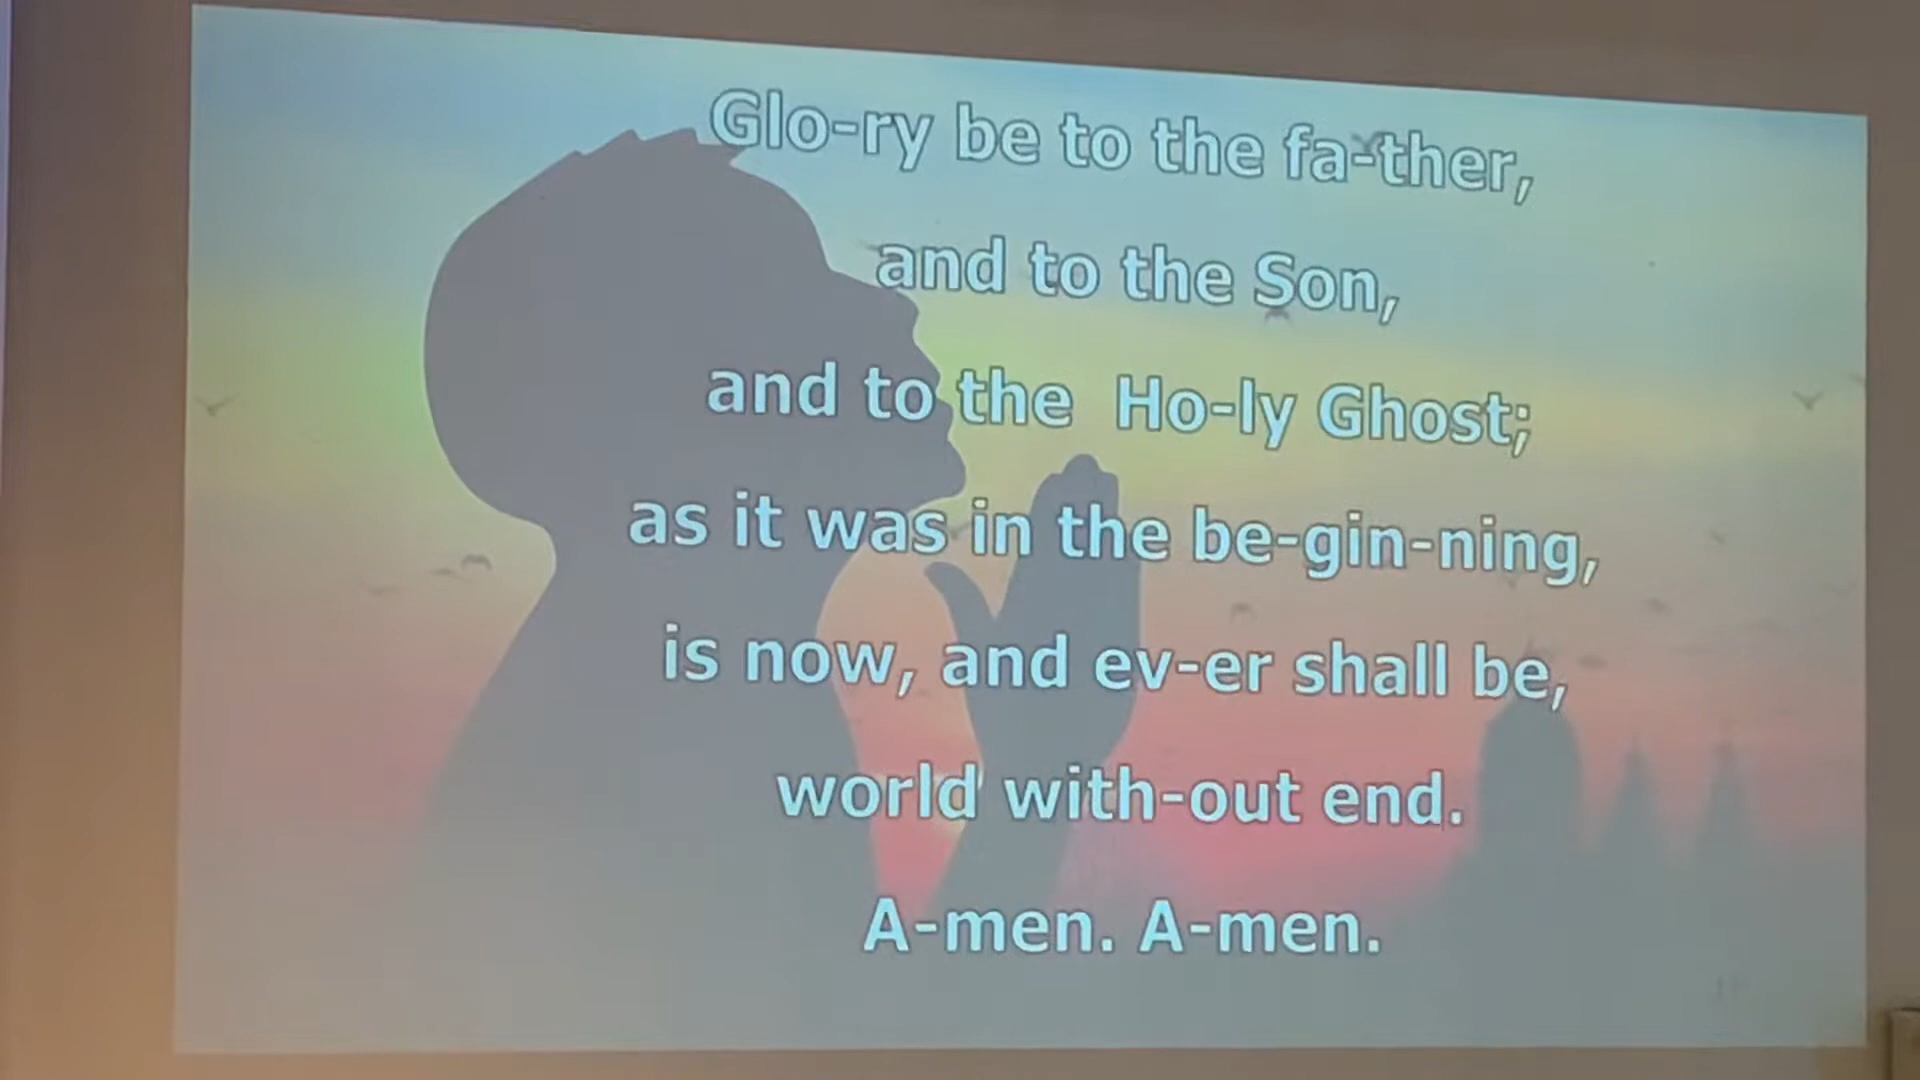 Glo-ry be to the fa-ther,
and to the Son,
and to the Ho-ly Ghost;
as it was in the be-gin-ning,
is now, and ev-er shall be,
world with-out end.
A-men. A-men.